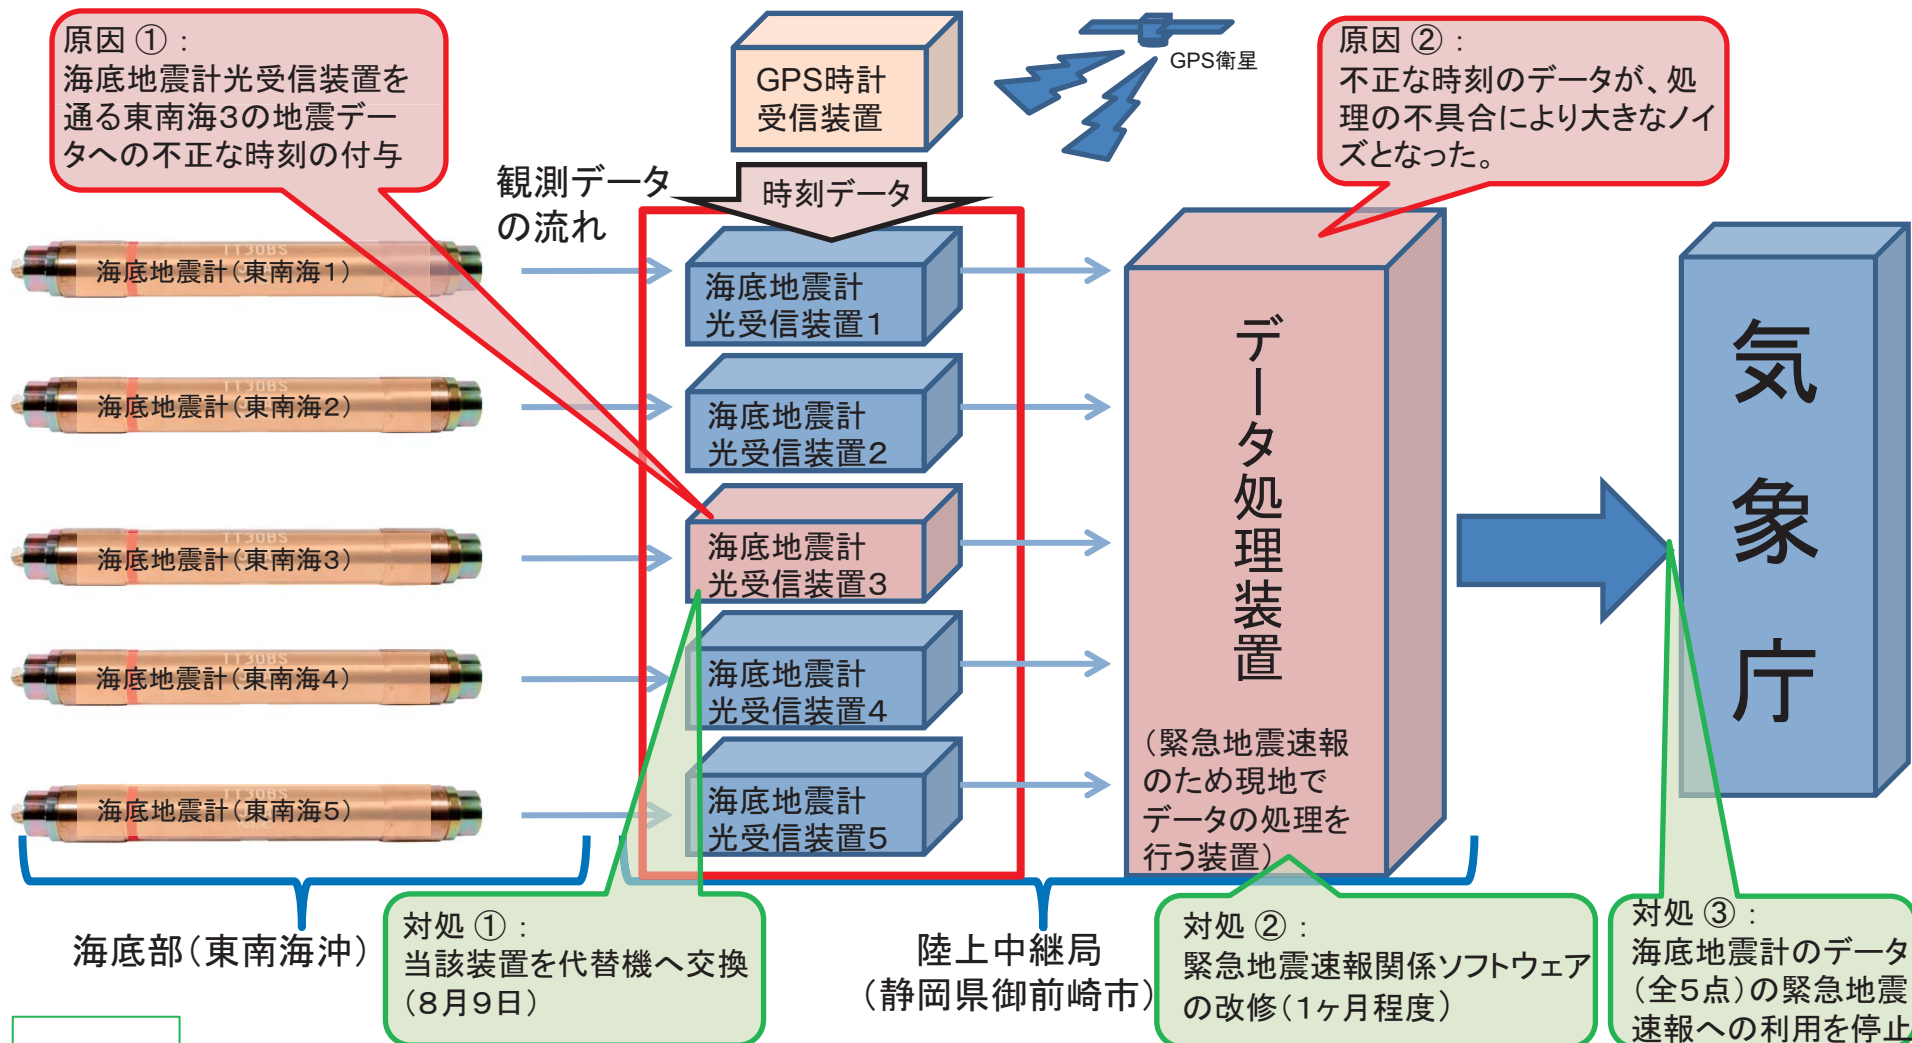 原因 ① :
海底地震計光受信装置を
通る東南海3の地震デー
タへの不正な時刻の付与
GPS時計
受信装置
GPS衛星
原因 ② :
不正な時刻のデータが、処
理の不具合により大きなノイ
ズとなった。
観測データ
の流れ
時刻データ
海底地震計(東南海1)
海底地震計
光受信装置1
TT30BS
海底地震計(東南海2)
海底地震計
光受信装置2
TT30BS
海底地震計(東南海3)
海底地震計
光受信装置3
TT30BS
海底地震計(東南海4)
海底地震計
光受信装置4
TT30BS
海底地震計(東南海5)
海底地震計
光受信装置5
TT30BS
データ処理装置
(緊急地震速報
のため現地で
データの処理を
行う装置)
気象庁
海底部(東南海沖)
対処 ① :
当該装置を代替機へ交換
(8月9日)
陸上中継局
(静岡県御前崎市)
対処 ② :
緊急地震速報関係ソフトウェア
の改修(1ヶ月程度)
対処 ③ :
海底地震計のデータ
(全5点)の緊急地震
速報への利用を停止